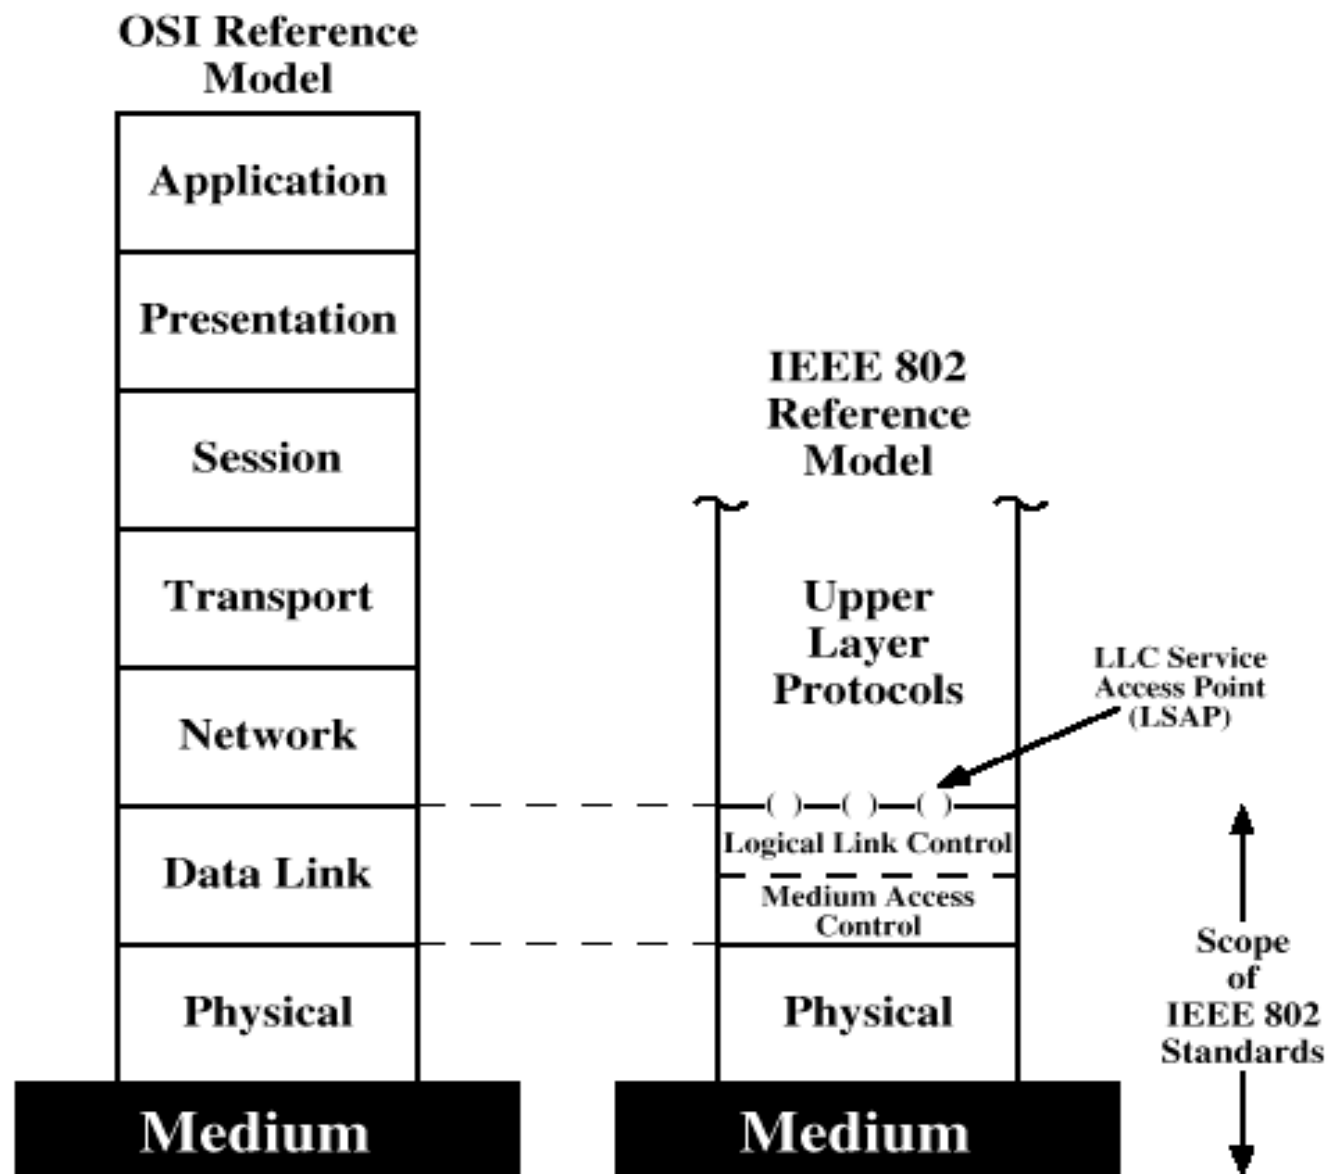 OSI Reference
Model
Application
Presentation
Session
Transport
Network
Data Link
Physical
Medium
IEEE 802
Reference
Model
Upper
Layer
Protocols
LLC Service
Access Point
(LSAP)
( ) ( ) ( )
Logical Link Control
Medium Access
Control
Physical
Medium
Scope
of
IEEE 802
Standards